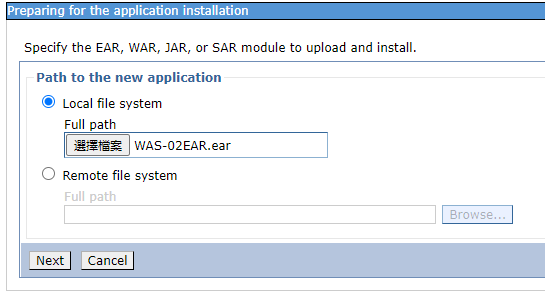 Preparing for the application installation
Specify the EAR, WAR, JAR, or SAR module to upload and install.
Path to the new application
Local file system
Full path
選擇檔案 WAS-02EAR.ear
Remote file system
Full path
Browse...
Next Cancel